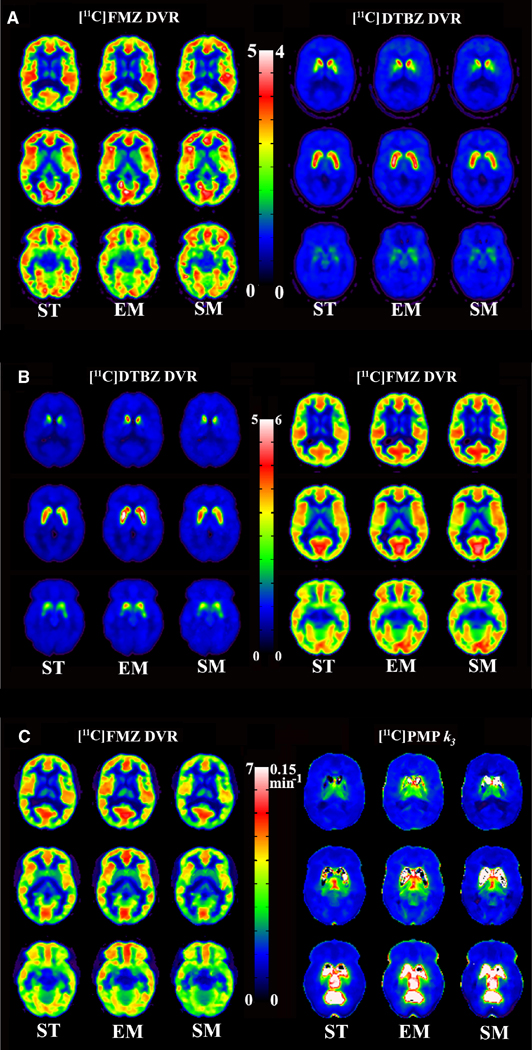 A
[¹¹C]FMZ DVR
[¹¹C]DTBZ DVR
5 4
0 0
ST EM SM
ST EM SM
B
[¹¹C]DTBZ DVR
[¹¹C]FMZ DVR
5 6
0 0
ST EM SM
ST EM SM
C
[¹¹C]FMZ DVR
[¹¹C]PMP k₃
7 0.15
min⁻¹
0 0
ST EM SM
ST EM SM